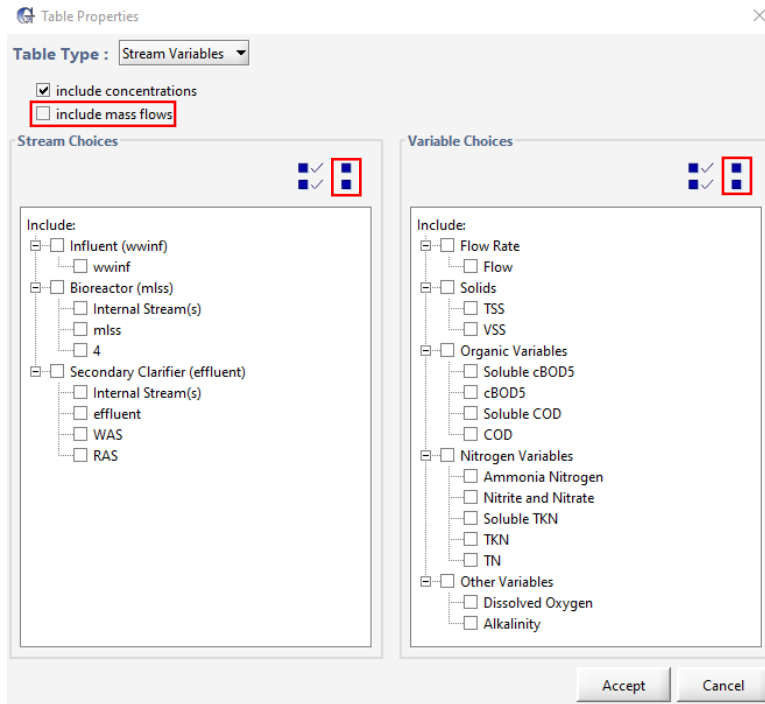 Table Properties
Table Type : Stream Variables
include concentrations
include mass flows
Stream Choices
Include:
Influent (wwinf)
wwinf
Bioreactor (mlss)
Internal Stream(s)
mlss
4
Secondary Clarifier (effluent)
Internal Stream(s)
effluent
WAS
RAS
Variable Choices
Include:
Flow Rate
Flow
Solids
TSS
VSS
Organic Variables
Soluble cBOD5
cBOD5
Soluble COD
COD
Nitrogen Variables
Ammonia Nitrogen
Nitrite and Nitrate
Soluble TKN
TKN
TN
Other Variables
Dissolved Oxygen
Alkalinity
Accept Cancel